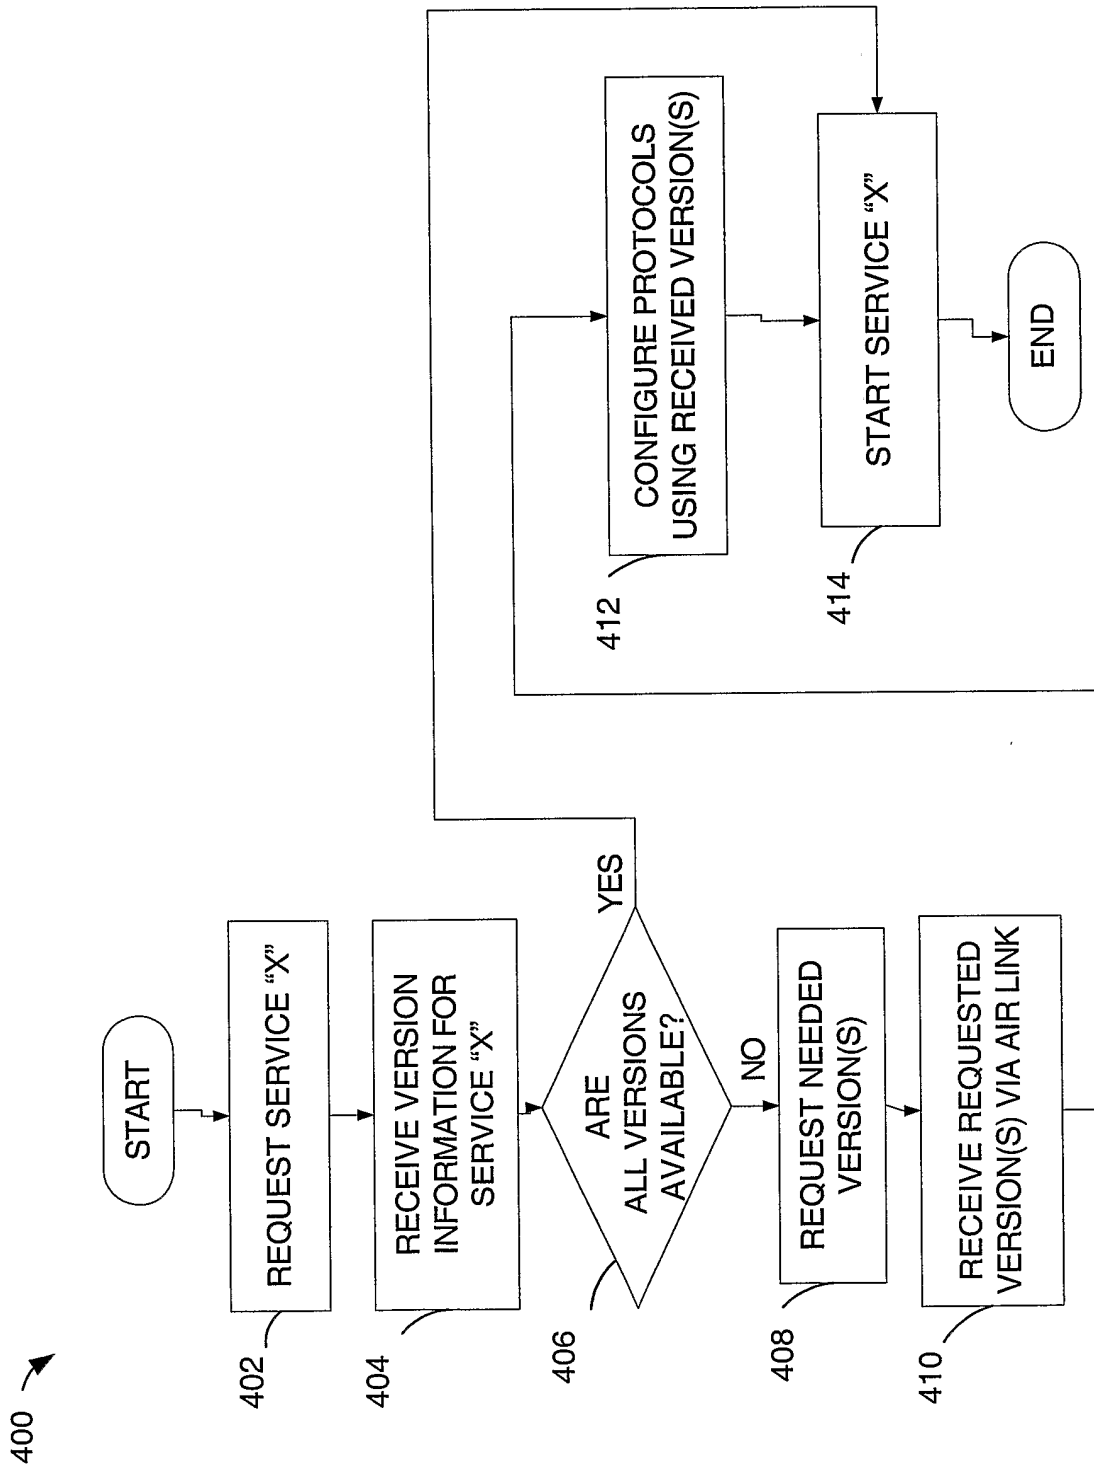 400
START
402
REQUEST SERVICE “X”
404
RECEIVE VERSION
INFORMATION FOR
SERVICE “X”
406
ARE
ALL VERSIONS
AVAILABLE?
YES
NO
408
REQUEST NEEDED
VERSION(S)
410
RECEIVE REQUESTED
VERSION(S) VIA AIR LINK
412
CONFIGURE PROTOCOLS
USING RECEIVED VERSION(S)
414
START SERVICE “X”
END